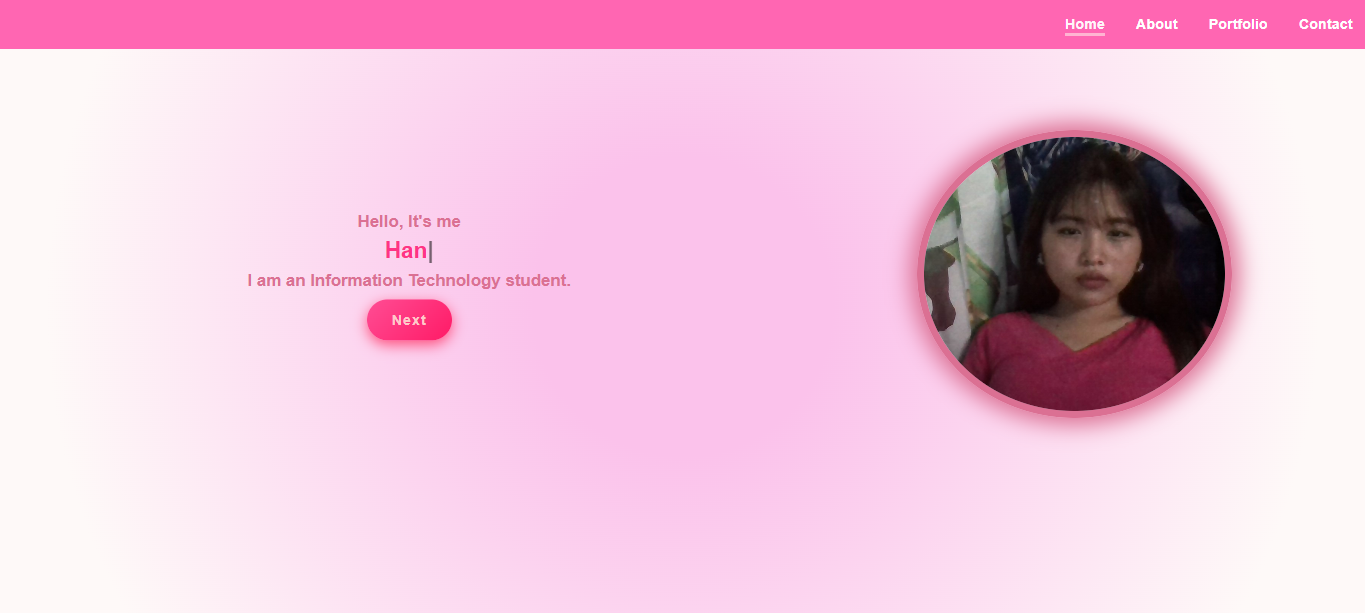 Home About Portfolio Contact
Hello, It's me
Han|
I am an Information Technology student.
Next